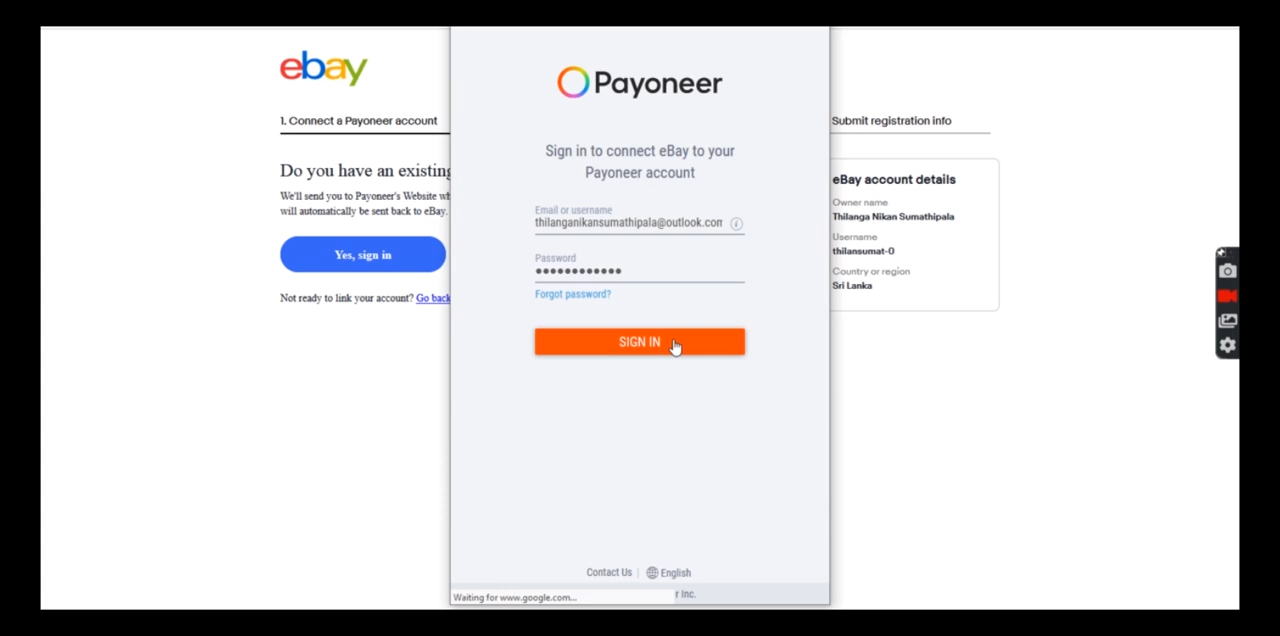 ebay
1. Connect a Payoneer account
Do you have an existing
We'll send you to Payoneer's Website
will automatically be sent back to eBay.
Yes, sign in
Not ready to link your account? Go back
Payoneer
Sign in to connect eBay to your
Payoneer account
Email or username
thilanganikansumathipala@outlook.com
Password
Forgot password?
SIGN IN
Contact Us | English
Waiting for www.google.com...
r Inc.
Submit registration info
eBay account details
Owner name
Thilanga Nikan Sumathipala
Username
thilansumat-0
Country or region
Sri Lanka